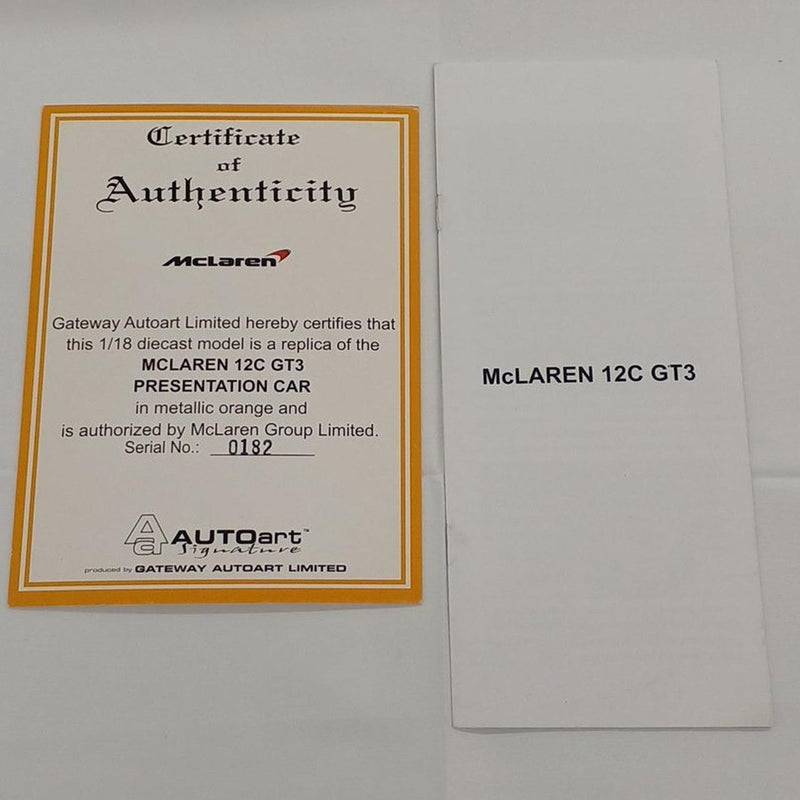 Certificate
of
Authenticity
McLaren
Gateway Autoart Limited hereby certifies that
this 1/18 diecast model is a replica of the
MCLAREN 12C GT3
PRESENTATION CAR
in metallic orange and
is authorized by McLaren Group Limited.
Serial No.: 0182
AUTOart™
Signature
produced by GATEWAY AUTOART LIMITED
McLAREN 12C GT3